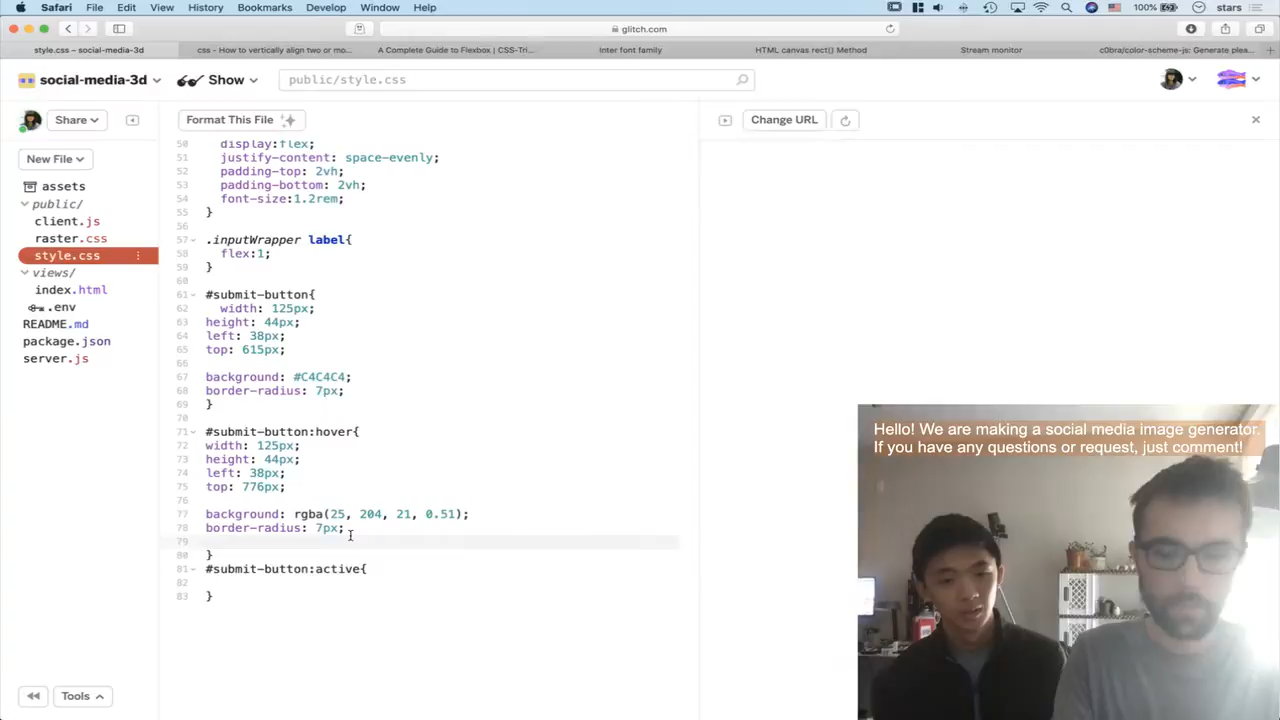 Safari File Edit View History Bookmarks Develop Window Help 100% stars
glitch.com
style.css – social-media-3d css - How to vertically align two or mo... A Complete Guide to Flexbox | CSS-Tri... Inter font family HTML canvas rect() Method Stream monitor c0bra/color-scheme-js: Generate plea...
social-media-3d Show public/style.css
Share Format This File Change URL
New File
assets
public/
client.js
raster.css
style.css
views/
index.html
.env
README.md
package.json
server.js
50 display:flex;
51 justify-content: space-evenly;
52 padding-top: 2vh;
53 padding-bottom: 2vh;
54 font-size:1.2rem;
55 }
56
57 .inputWrapper label{
58 flex:1;
59 }
60
61 #submit-button{
62 width: 125px;
63 height: 44px;
64 left: 38px;
65 top: 615px;
66
67 background: #C4C4C4;
68 border-radius: 7px;
69 }
70
71 #submit-button:hover{
72 width: 125px;
73 height: 44px;
74 left: 38px;
75 top: 776px;
76
77 background: rgba(25, 204, 21, 0.51);
78 border-radius: 7px;
79
80 }
81 #submit-button:active{
82
83 }
Tools
Hello! We are making a social media image generator.
If you have any questions or request, just comment!